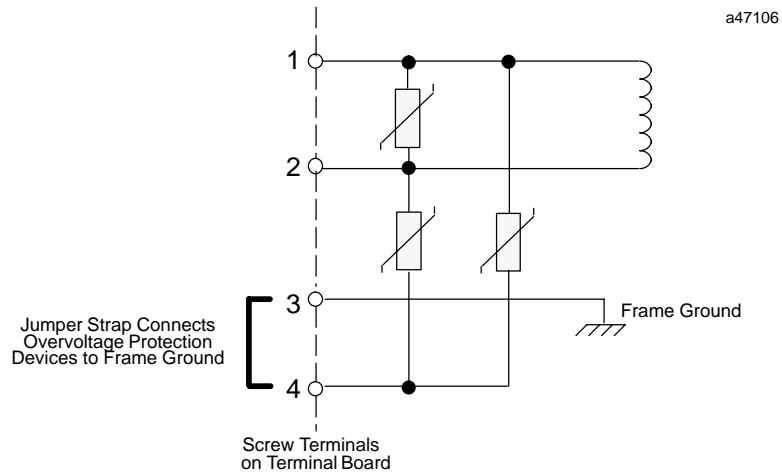 a47106
1
2
3
Frame Ground
Jumper Strap Connects
Overvoltage Protection
Devices to Frame Ground
4
Screw Terminals
on Terminal Board